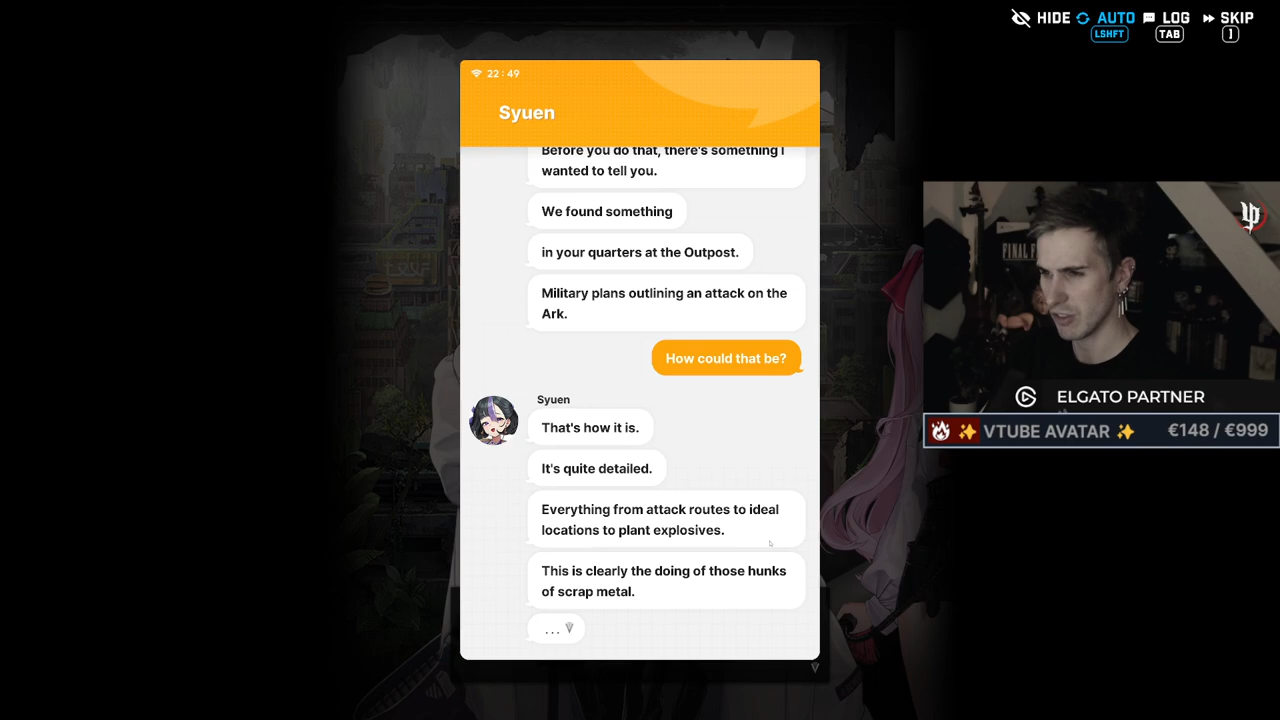 HIDE AUTO LOG SKIP
LSHFT TAB ]
22 : 49
Syuen
Before you do that, there's something I
wanted to tell you.
We found something
in your quarters at the Outpost.
Military plans outlining an attack on the
Ark.
How could that be?
Syuen
That's how it is.
It's quite detailed.
Everything from attack routes to ideal
locations to plant explosives.
This is clearly the doing of those hunks
of scrap metal.
...
FINAL F
ELGATO PARTNER
✨ VTUBE AVATAR ✨ €148 / €999